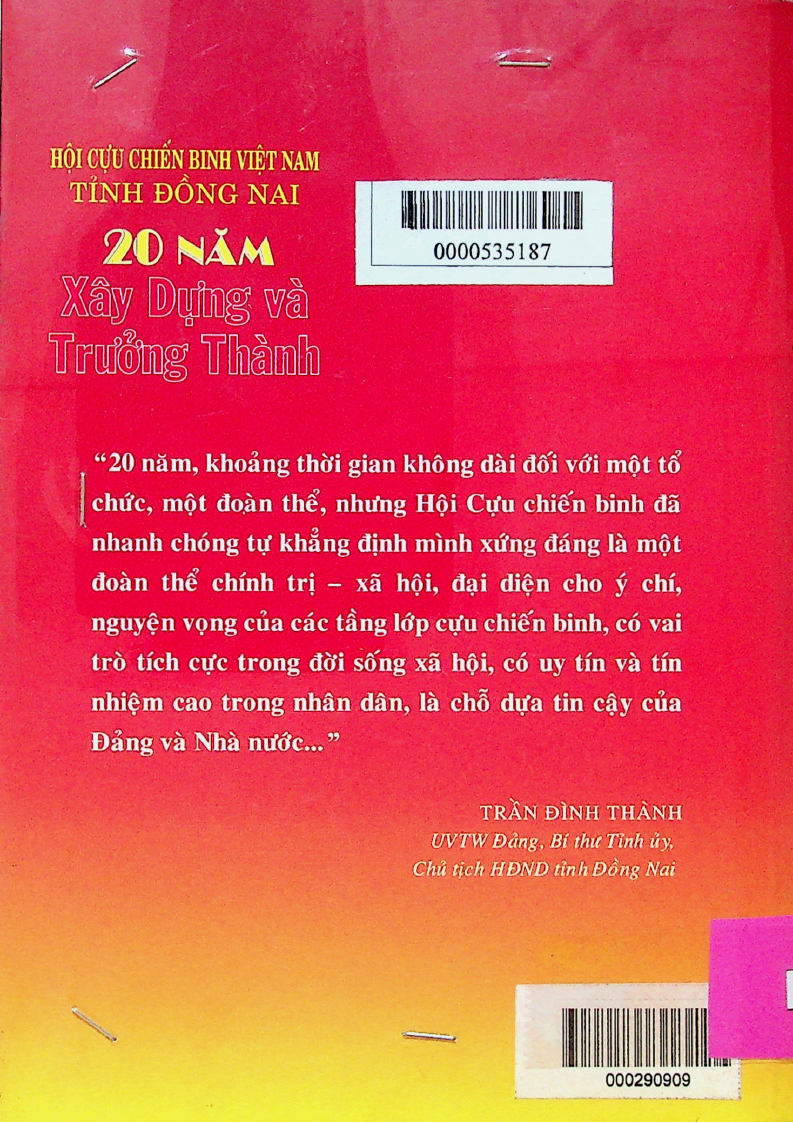 HỘI CỰU CHIẾN BINH VIỆT NAM
TỈNH ĐỒNG NAI
20 NĂM
Xây Dựng và
Trưởng Thành
0000535187
“20 năm, khoảng thời gian không dài đối với một tổ
chức, một đoàn thể, nhưng Hội Cựu chiến binh đã
nhanh chóng tự khẳng định mình xứng đáng là một
đoàn thể chính trị – xã hội, đại diện cho ý chí,
nguyện vọng của các tầng lớp cựu chiến binh, có vai
trò tích cực trong đời sống xã hội, có uy tín và tín
nhiệm cao trong nhân dân, là chỗ dựa tin cậy của
Đảng và Nhà nước...”
TRẦN ĐÌNH THÀNH
UVTW Đảng, Bí thư Tỉnh ủy,
Chủ tịch HĐND tỉnh Đồng Nai
000290909